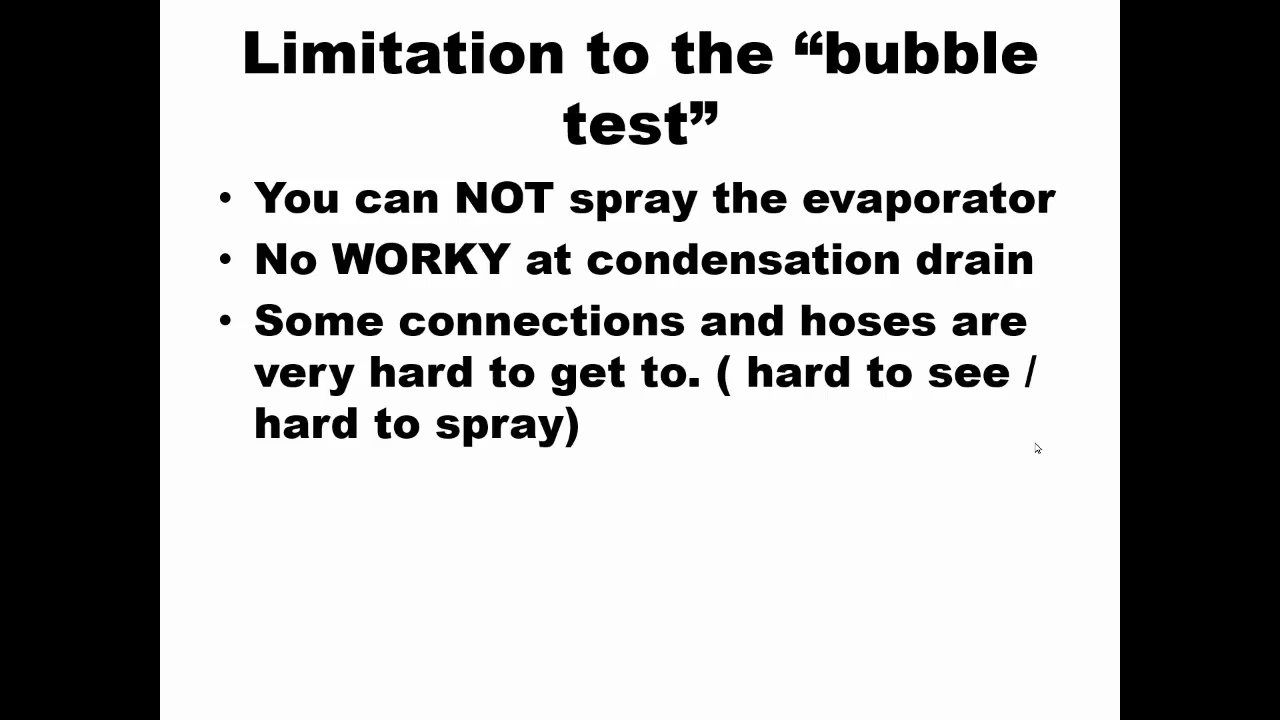 Limitation to the “bubble
test”
• You can NOT spray the evaporator
• No WORKY at condensation drain
• Some connections and hoses are
very hard to get to. ( hard to see /
hard to spray)